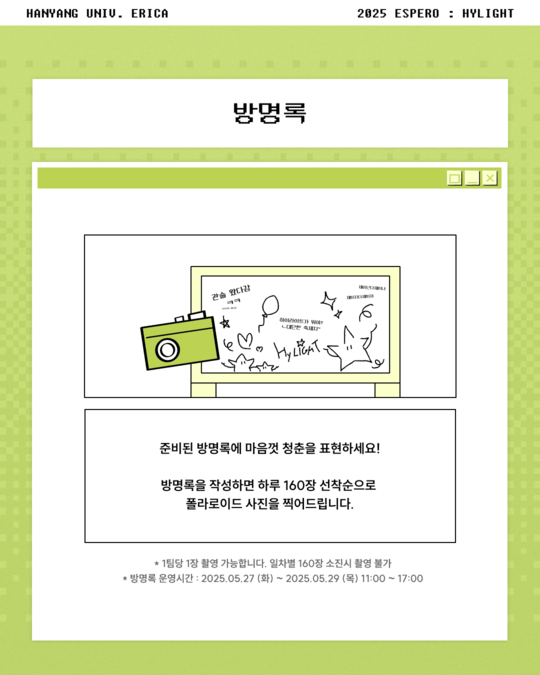 HANYANG UNIV. ERICA
2025 ESPERO : HYLIGHT
방명록
관술 왔다감
HyLiGHT
준비된 방명록에 마음껏 청춘을 표현하세요!
방명록을 작성하면 하루 160장 선착순으로
폴라로이드 사진을 찍어드립니다.
* 1팀당 1장 촬영 가능합니다. 일차별 160장 소진시 촬영 불가
* 방명록 운영시간 : 2025.05.27 (화) ~ 2025.05.29 (목) 11:00 ~ 17:00